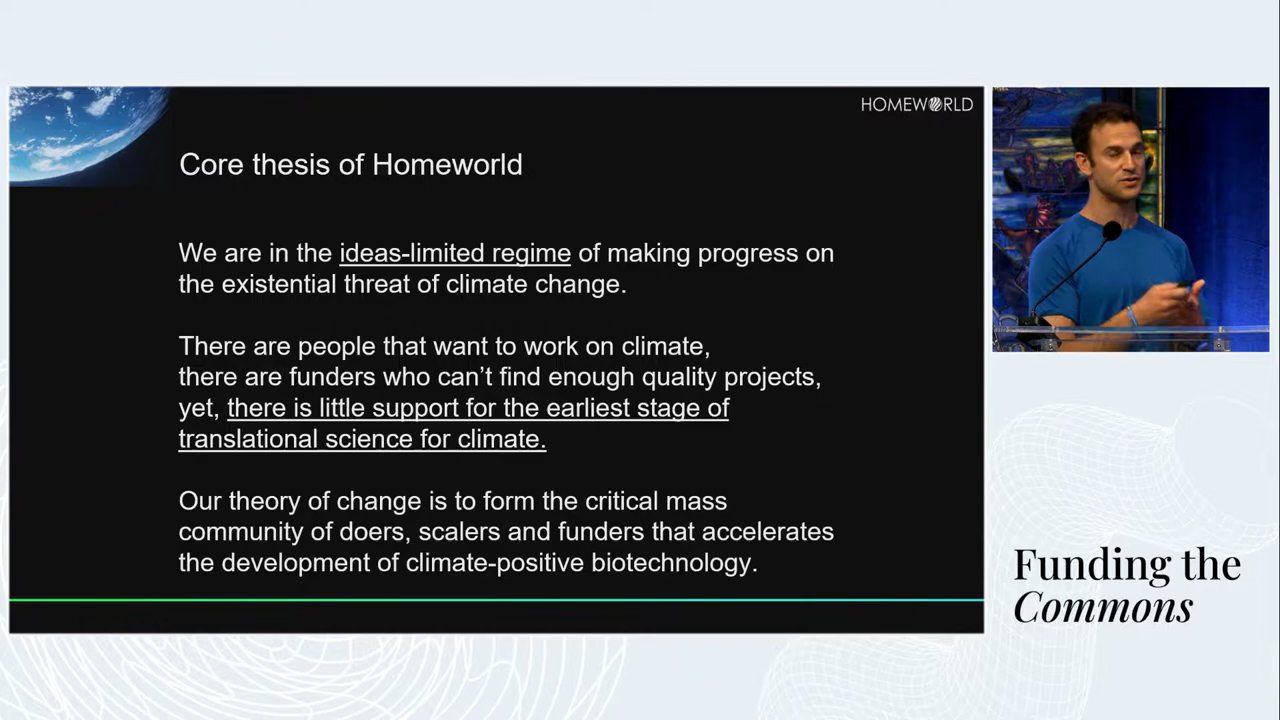 HOMEWORLD
Core thesis of Homeworld
We are in the ideas-limited regime of making progress on
the existential threat of climate change.
There are people that want to work on climate,
there are funders who can’t find enough quality projects,
yet, there is little support for the earliest stage of
translational science for climate.
Our theory of change is to form the critical mass
community of doers, scalers and funders that accelerates
the development of climate-positive biotechnology.
Funding the
Commons